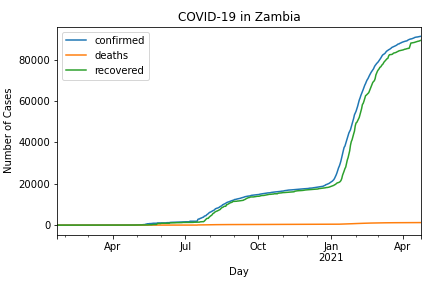 COVID-19 in Zambia
confirmed
deaths
recovered
Number of Cases
80000
60000
40000
20000
0
Apr
Jul
Oct
Jan
2021
Apr
Day